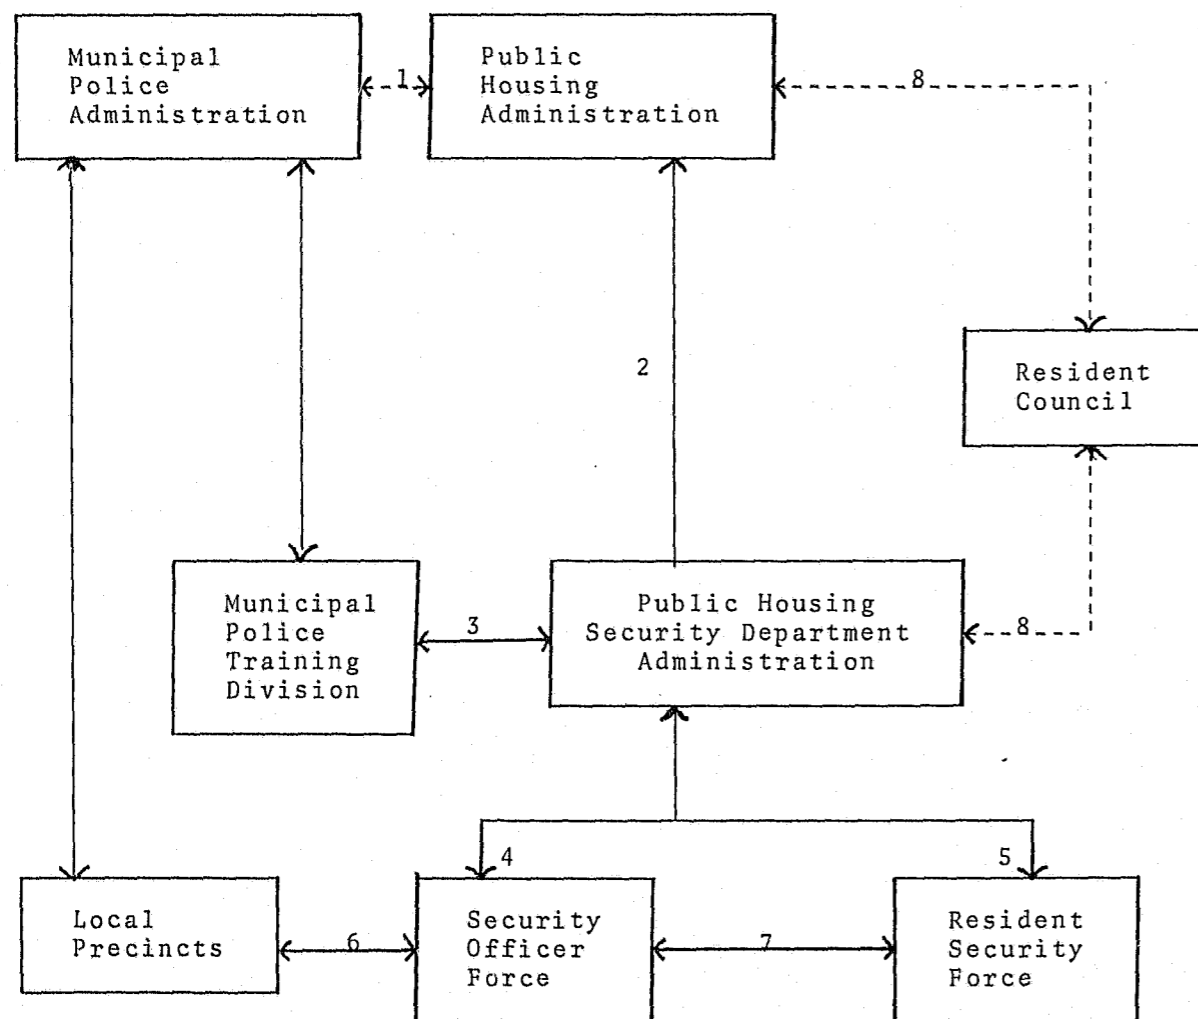 Municipal
Police
Administration
1
Public
Housing
Administration
8
2
Resident
Council
Municipal
Police
Training
Division
3
Public Housing
Security Department
Administration
8
4
5
Local
Precincts
6
Security
Officer
Force
7
Resident
Security
Force